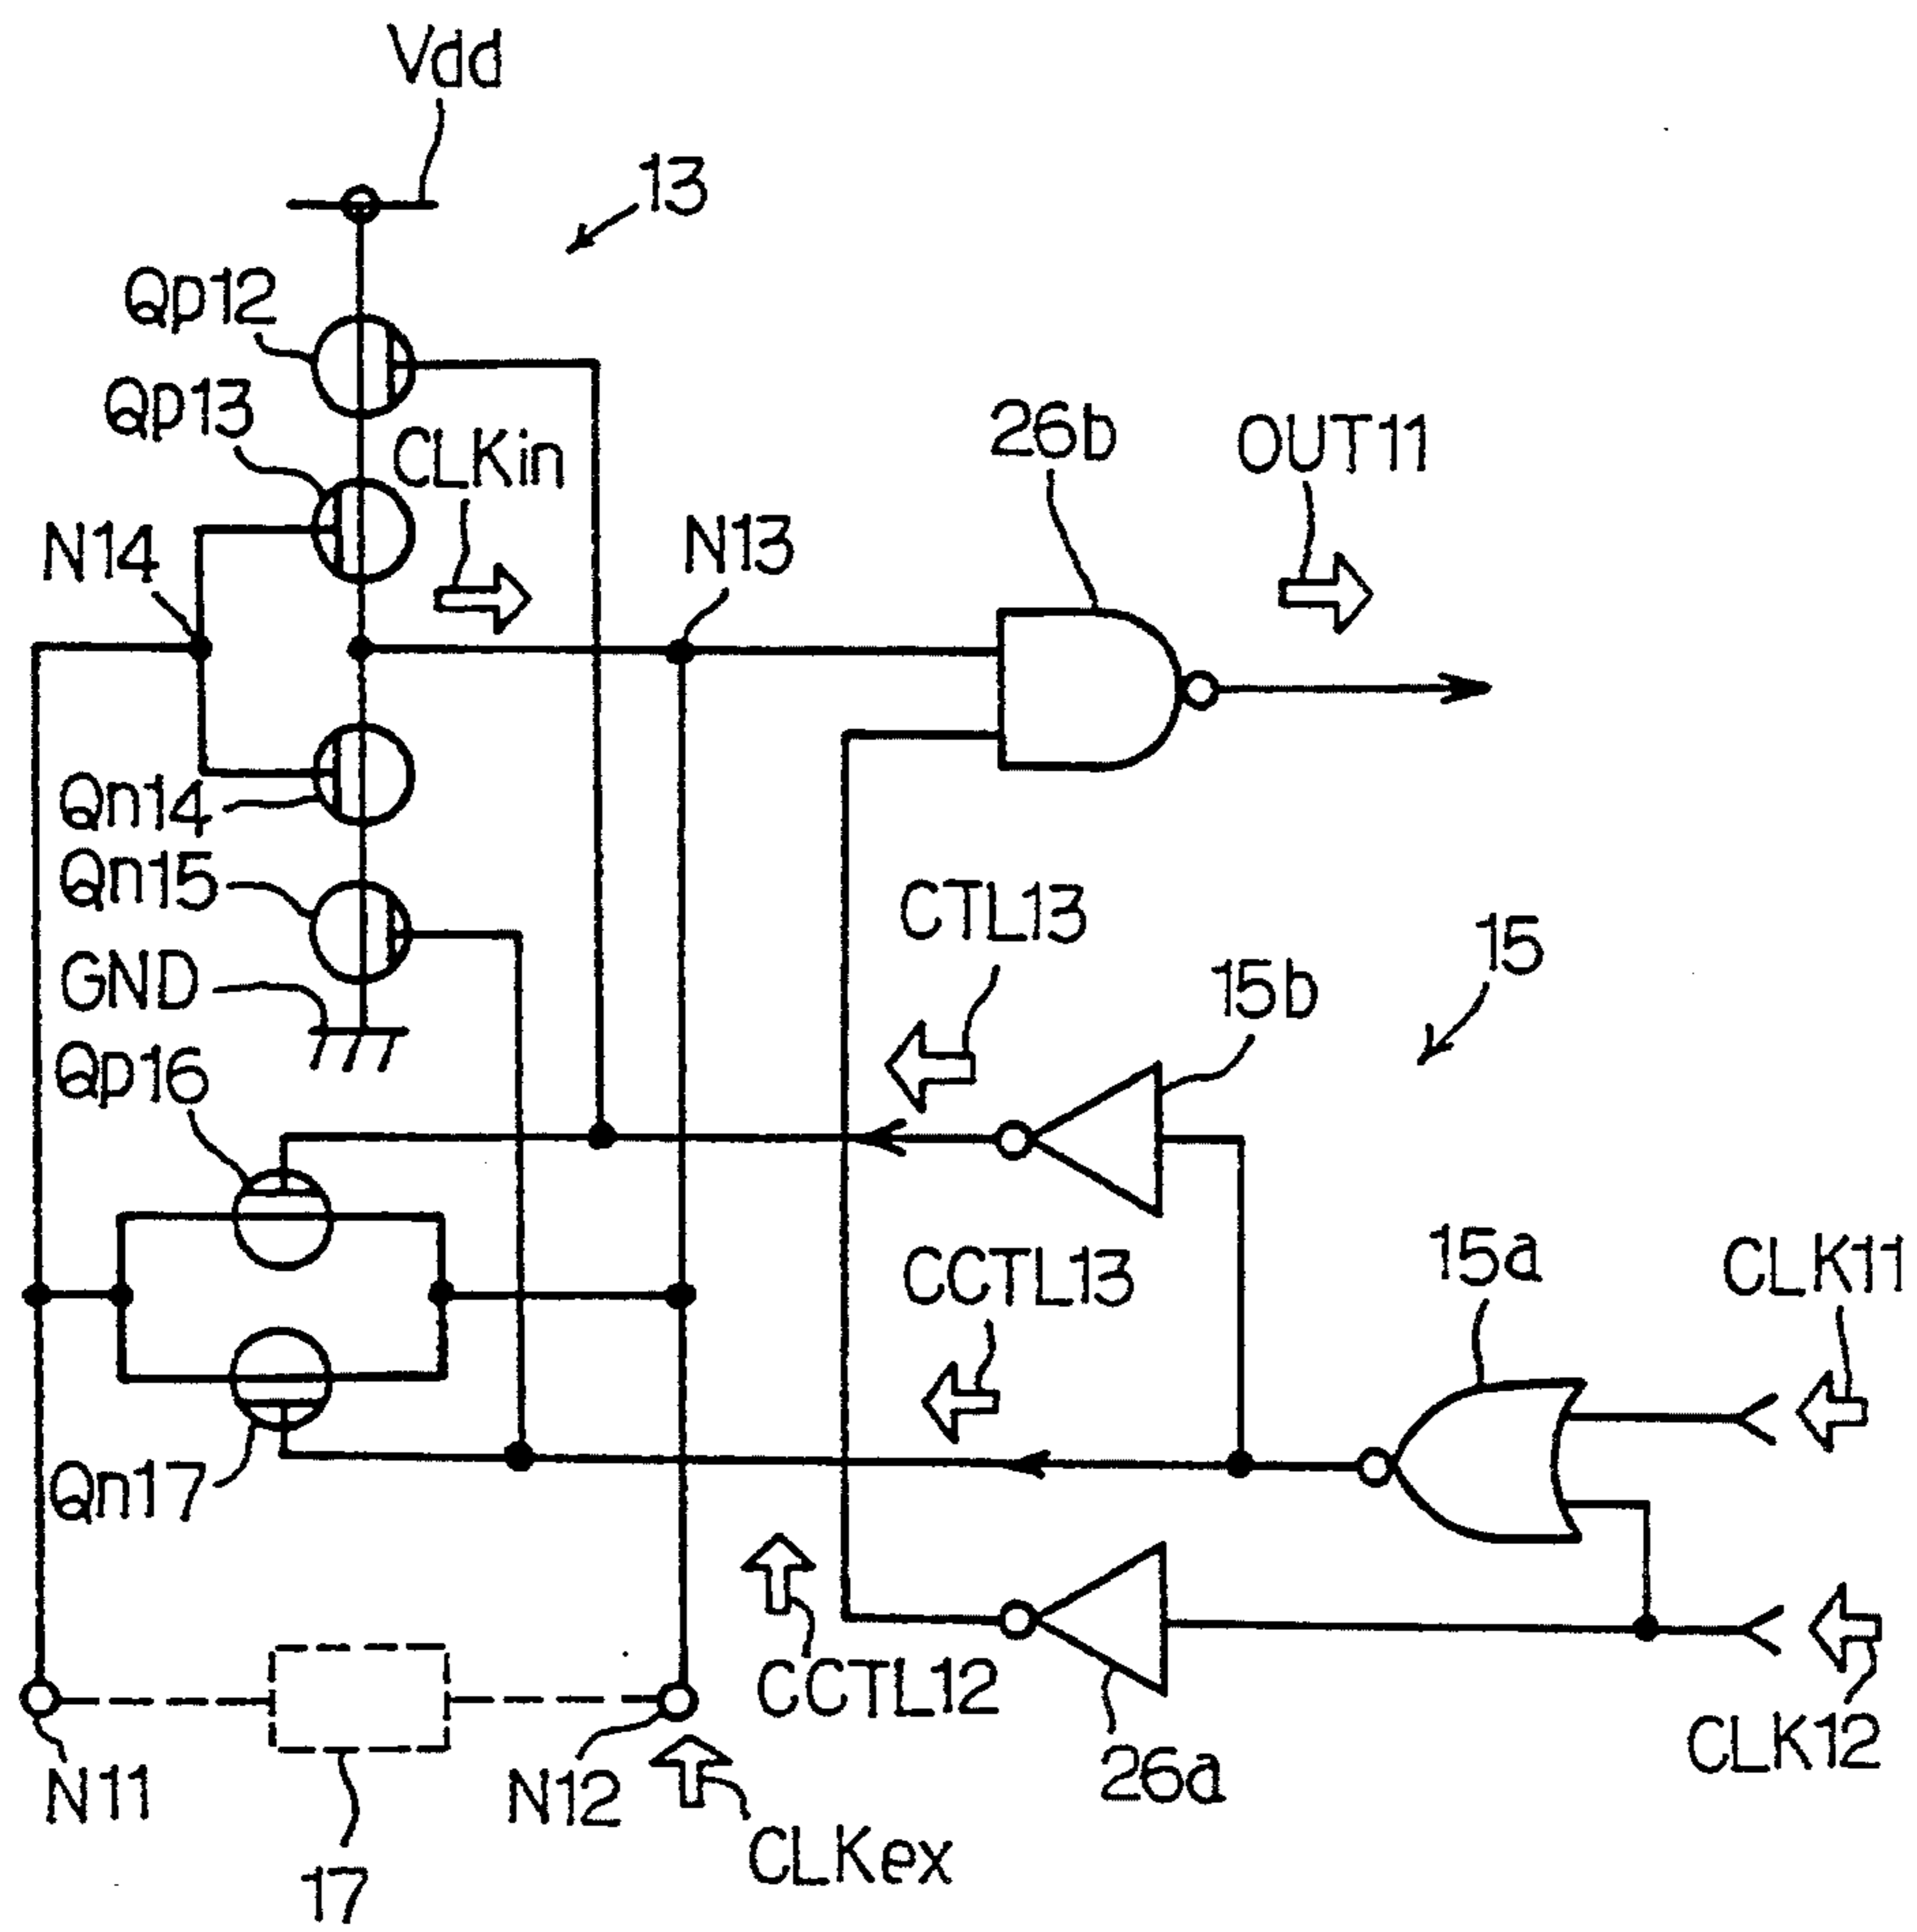 Vdd
13
Qp12
Qp13
CLKin
26b
OUT11
N14
N13
Qn14
Qn15
CTL13
15
GND
15b
Qp16
15a
CLK11
CCTL13
Qn17
CCTL12
CLK12
N11
N12
26a
CLKex
17